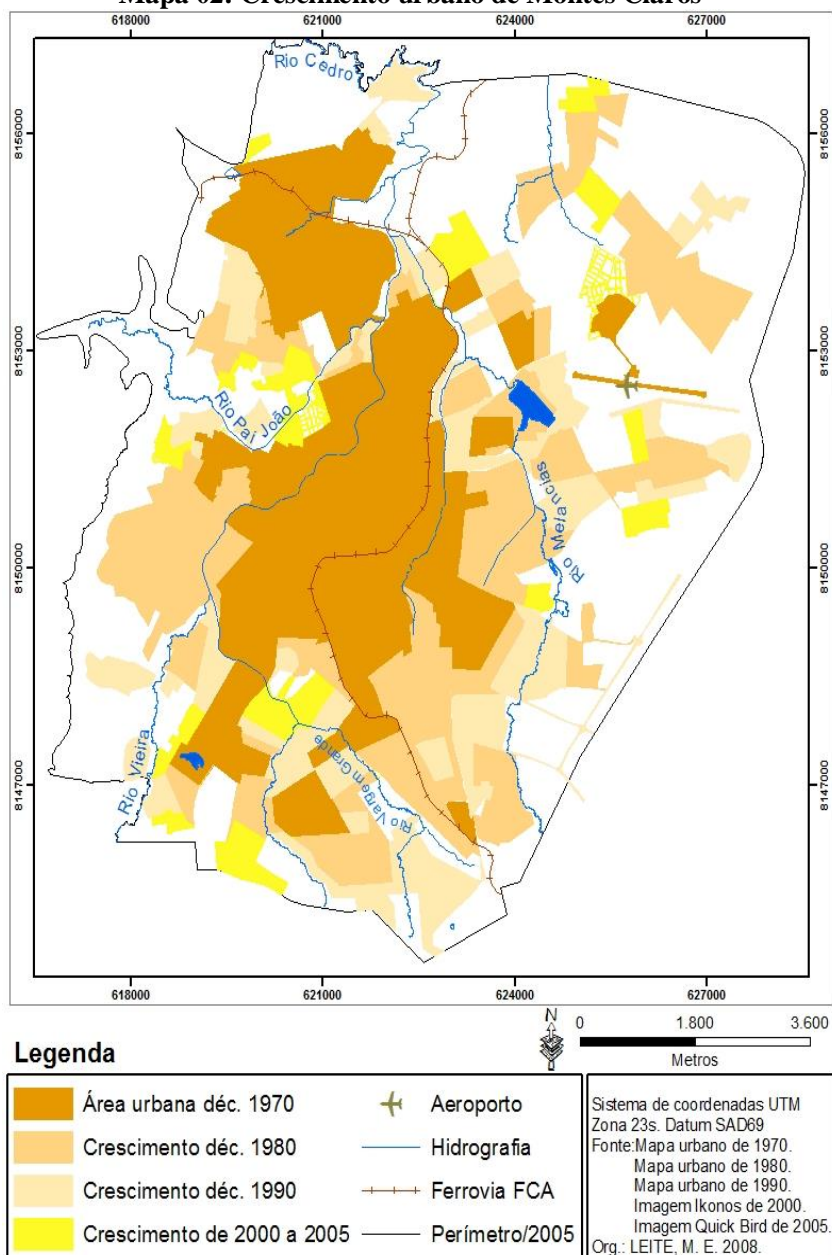 Mapa 02: Crescimento urbano de Montes Claros
618000 621000 624000 627000
8156000
8156000
Rio Cedro
8153000
8153000
Rio Pai João
Rio Melancias
8150000
8150000
Rio Vieira
Rio Vargem Grande
8147000
8147000
618000 621000 624000 627000
N
0 1.800 3.600
Metros
Legenda
Área urbana déc. 1970
Crescimento déc. 1980
Crescimento déc. 1990
Crescimento de 2000 a 2005
Aeroporto
Hidrografia
Ferrovia FCA
Perímetro/2005
Sistema de coordenadas UTM
Zona 23s. Datum SAD69
Fonte:Mapa urbano de 1970.
Mapa urbano de 1980.
Mapa urbano de 1990.
Imagem Ikonos de 2000.
Imagem Quick Bird de 2005.
Org.: LEITE, M. E. 2008.